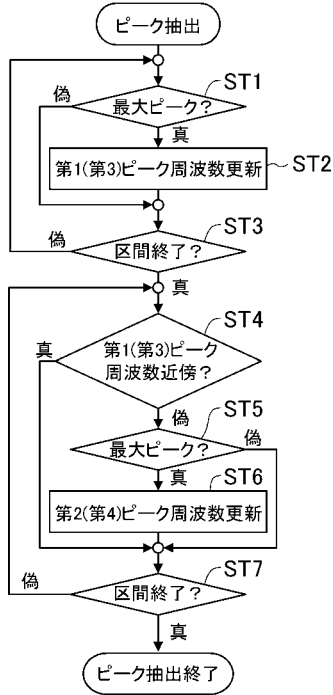 ピーク抽出
偽
ST1
最大ピーク?
真
第1(第3)ピーク周波数更新
ST2
偽
ST3
区間終了?
真
ST4
真
第1(第3)ピーク
周波数近傍?
偽
ST5
最大ピーク?
偽
真
ST6
第2(第4)ピーク周波数更新
偽
ST7
区間終了?
真
ピーク抽出終了